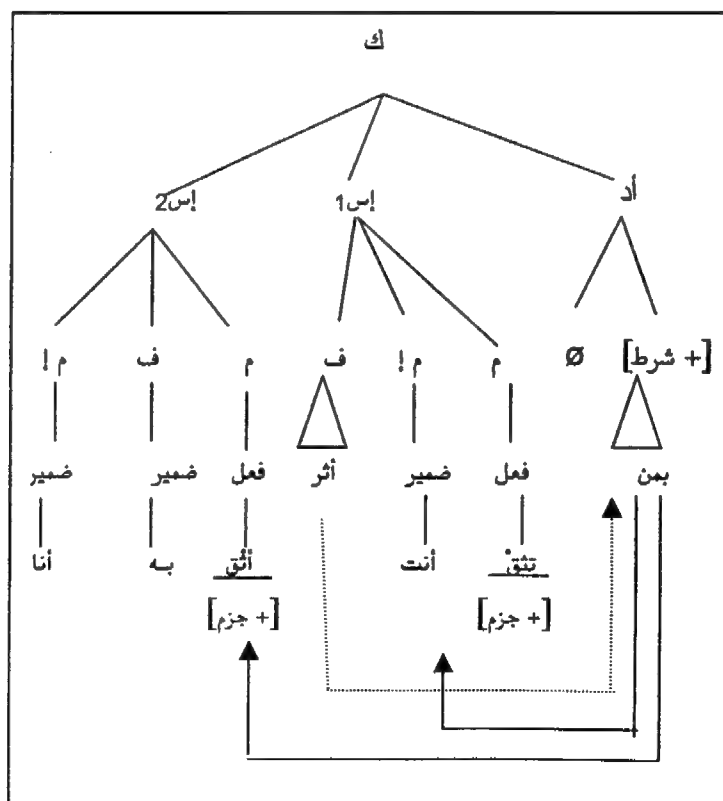 ك
أد إس1 إس2
[+ شرط] Ø م م إ ف م ف م إ
بمن فعل ضمير أثر فعل ضمير ضمير
تثقْ أنت أثق به أنا
[+ جزم] [+ جزم]